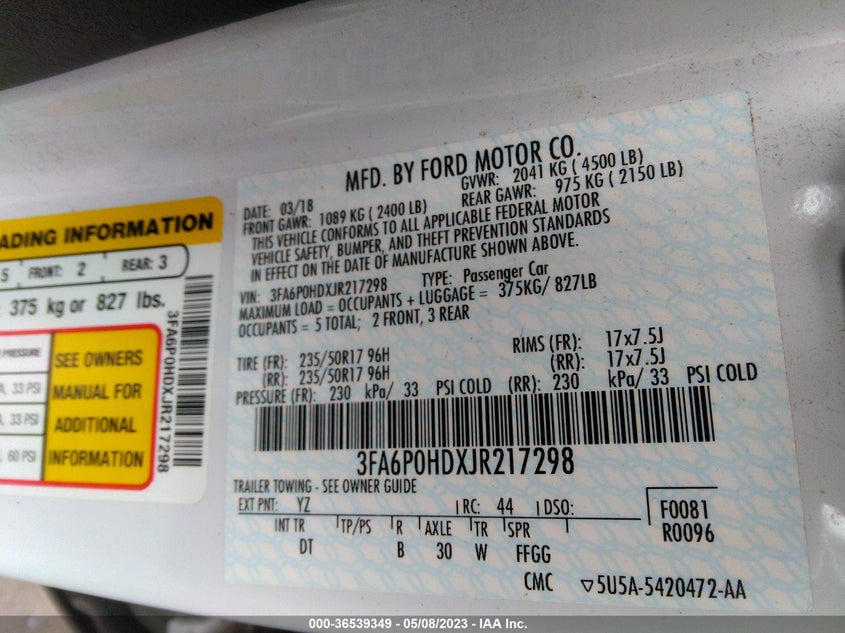 ADING INFORMATION
5 FRONT: 2 REAR: 3
375 kg or 827 lbs.
PRESSURE
33 PSI
33 PSI
60 PSI
SEE OWNERS
MANUAL FOR
ADDITIONAL
INFORMATION
3FA6P0HDXJR217298
MFD. BY FORD MOTOR CO.
DATE: 03/18 GVWR: 2041 KG ( 4500 LB)
FRONT GAWR: 1089 KG ( 2400 LB) REAR GAWR: 975 KG ( 2150 LB)
THIS VEHICLE CONFORMS TO ALL APPLICABLE FEDERAL MOTOR
VEHICLE SAFETY, BUMPER, AND THEFT PREVENTION STANDARDS
IN EFFECT ON THE DATE OF MANUFACTURE SHOWN ABOVE.
VIN: 3FA6P0HDXJR217298 TYPE: Passenger Car
MAXIMUM LOAD = OCCUPANTS + LUGGAGE = 375KG/ 827LB
OCCUPANTS = 5 TOTAL; 2 FRONT, 3 REAR
TIRE (FR): 235/50R17 96H RIMS (FR): 17x7.5J
(RR): 235/50R17 96H (RR): 17x7.5J
PRESSURE (FR): 230 kPa/ 33 PSI COLD (RR): 230 kPa/ 33 PSI COLD
3FA6P0HDXJR217298
TRAILER TOWING - SEE OWNER GUIDE
EXT PNT: YZ RC: 44 DSO: F0081
R0096
INT TR TP/PS R AXLE TR SPR
DT B 30 W FFGG
CMC ▽5U5A-5420472-AA
000-36539349 - 05/08/2023 - IAA Inc.